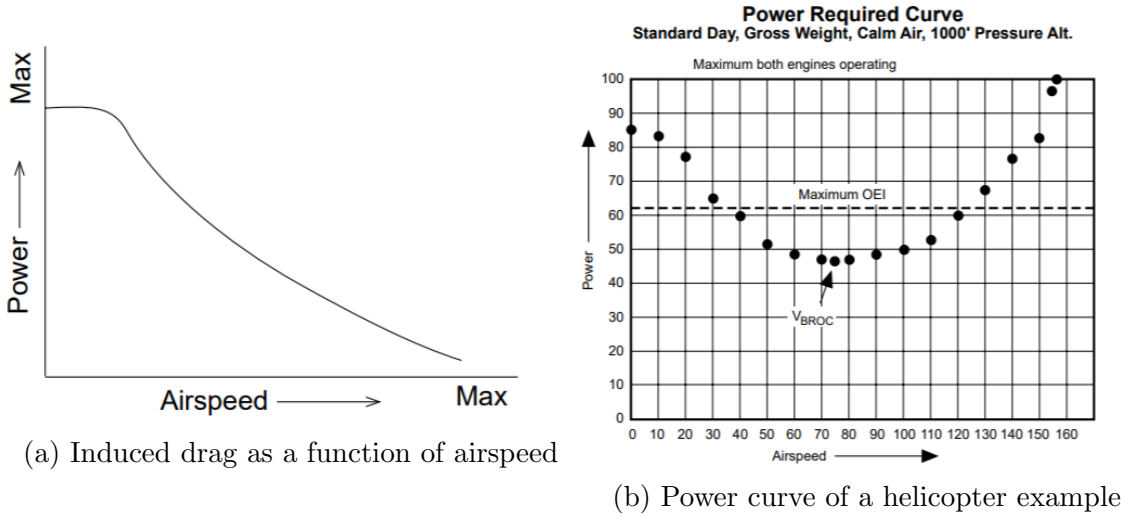 Max
Power
Airspeed
Max
(a) Induced drag as a function of airspeed
Power Required Curve
Standard Day, Gross Weight, Calm Air, 1000' Pressure Alt.
Maximum both engines operating
100
90
80
70
60
50
40
30
20
10
0
Power
Maximum OEI
VBROC
0 10 20 30 40 50 60 70 80 90 100 110 120 130 140 150 160
Airspeed
(b) Power curve of a helicopter example